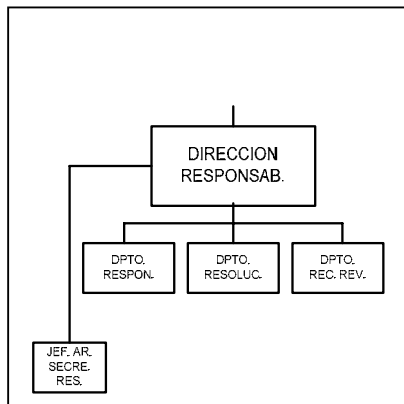 DIRECCION
RESPONSAB.
DPTO.
RESPON.
DPTO.
RESOLUC.
DPTO.
REC. REV.
JEF. AR.
SECRE.
RES.